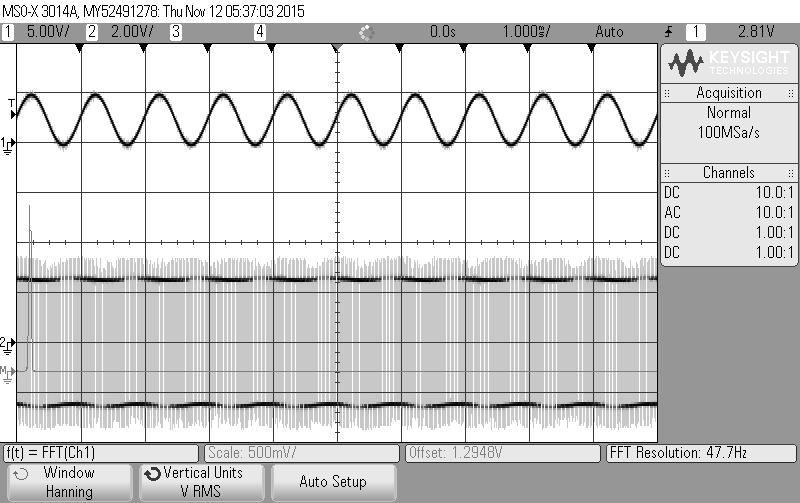 MSO-X 3014A, MY52491278: Thu Nov 12 05:37:03 2015
1 5.00V/ 2 2.00V/ 3 4 0.0s 1.000ms/ Auto 1 2.81V
KEYSIGHT
TECHNOLOGIES
Acquisition
Normal
100MSa/s
Channels
DC 10.0:1
AC 10.0:1
DC 1.00:1
DC 1.00:1
T
1
2
M
f(t) = FFT(Ch1) Scale: 500mV/ Offset: 1.2948V FFT Resolution: 47.7Hz
Window
Hanning
Vertical Units
V RMS
Auto Setup